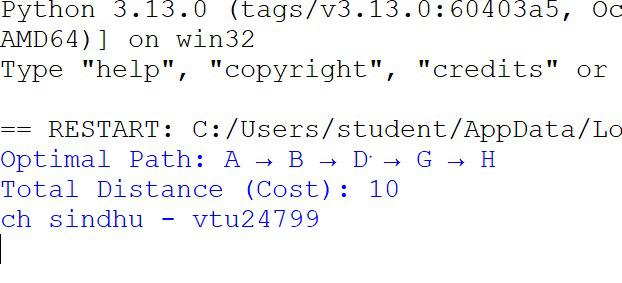 Python 3.13.0 (tags/v3.13.0:60403a5, Oc
AMD64)] on win32
Type "help", "copyright", "credits" or
== RESTART: C:/Users/student/AppData/Lo
Optimal Path: A → B → D → G → H
Total Distance (Cost): 10
ch sindhu - vtu24799